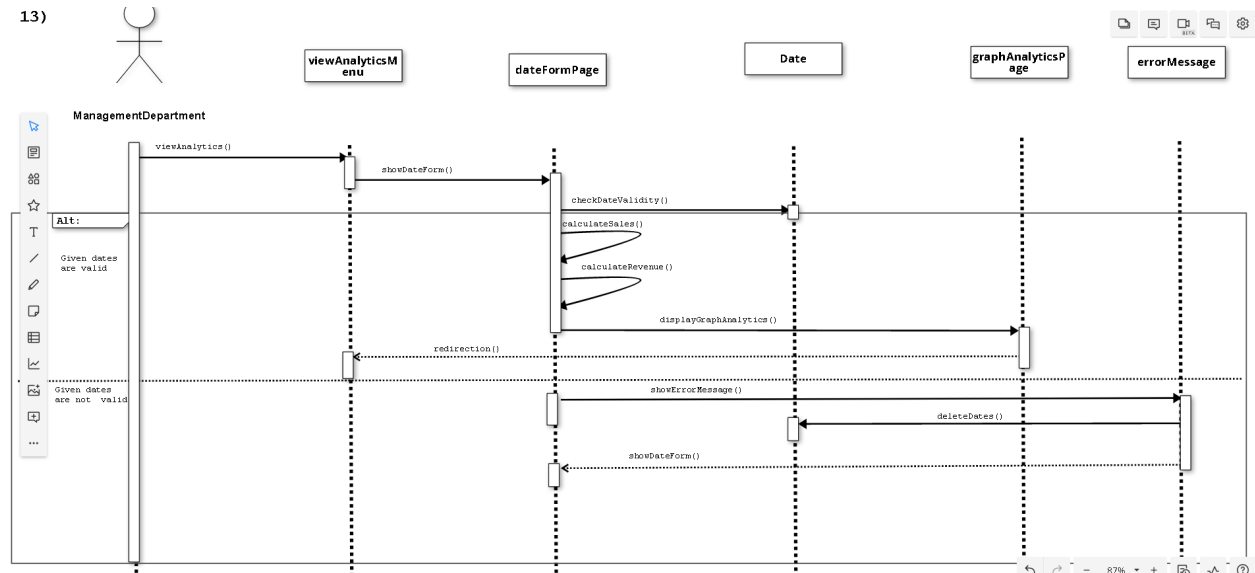 13)
viewAnalyticsM
enu
dateFormPage
Date
graphAnalyticsP
age
errorMessage
BETA
ManagementDepartment
viewAnalytics()
showDateForm()
checkDateValidity()
Alt:
calculateSales()
Given dates
are valid
calculateRevenue()
displayGraphAnalytics()
redirection()
Given dates
are not valid
showErrorMessage()
deleteDates()
showDateForm()
87%